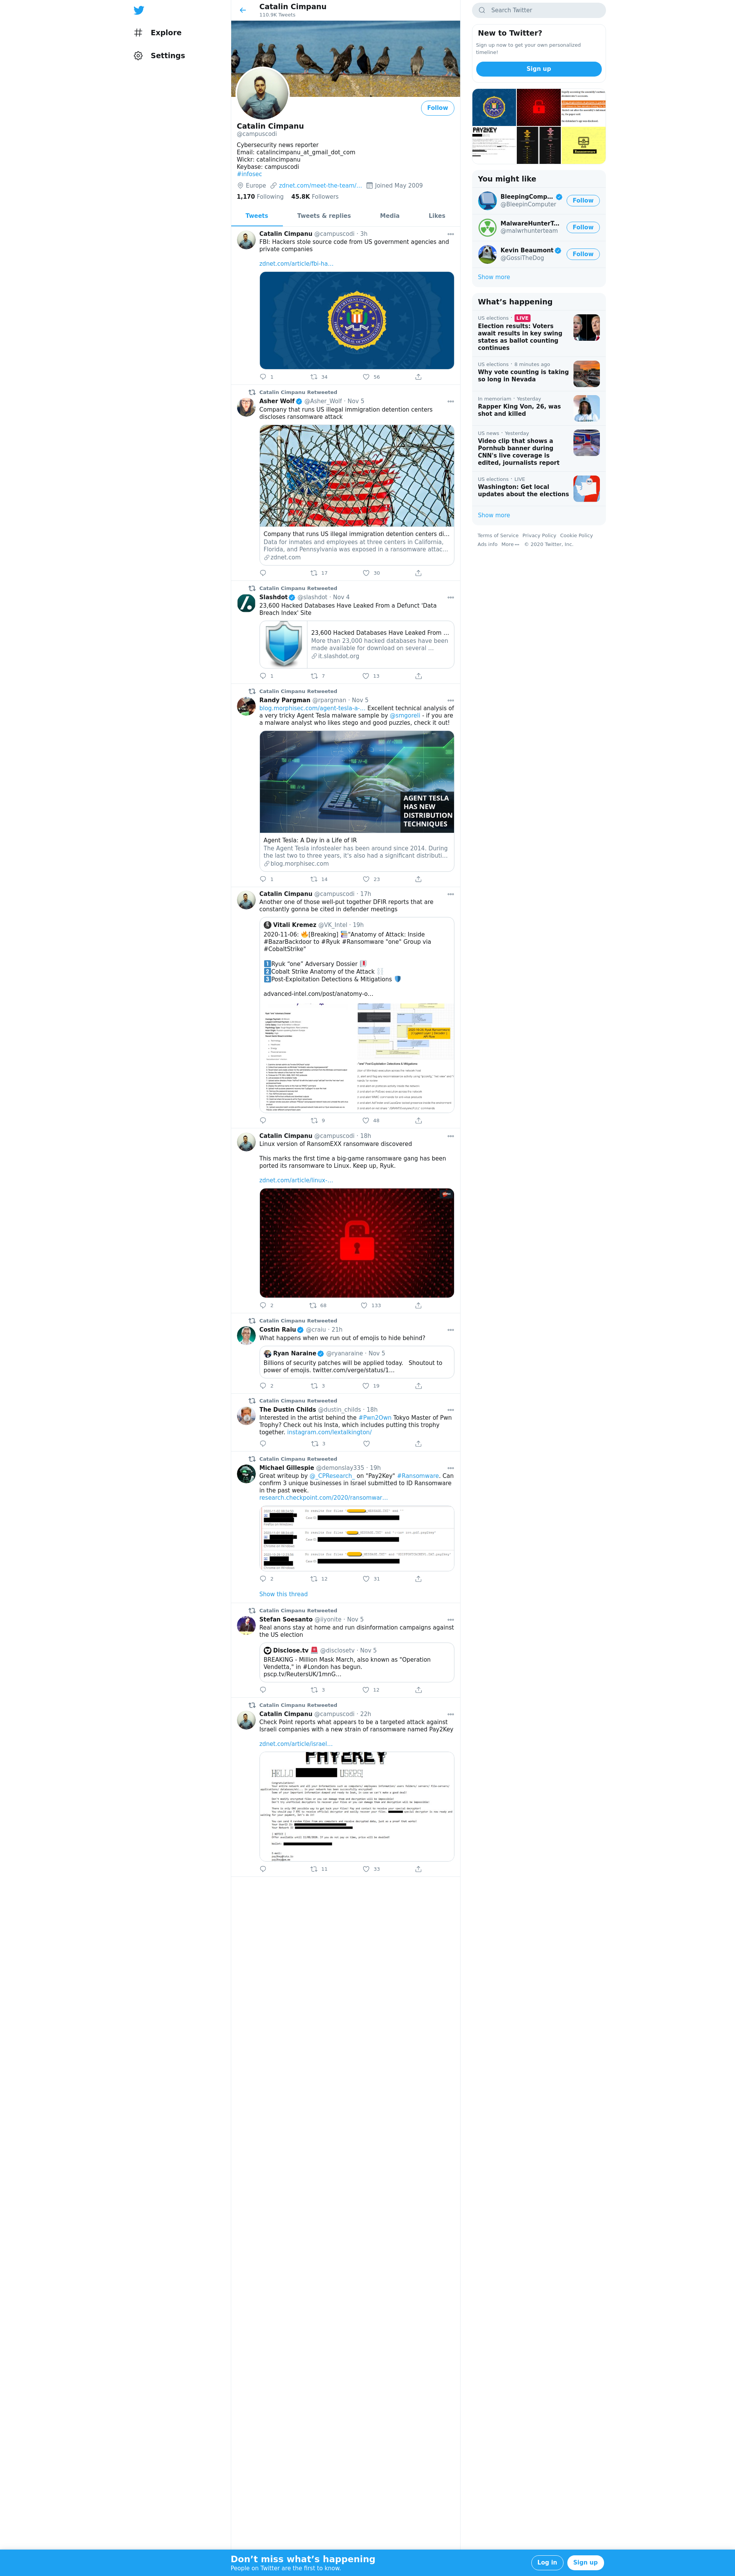 Explore
Settings
Catalin Cimpanu
110.9K Tweets
Follow
Catalin Cimpanu
@campuscodi
Cybersecurity news reporter
Email: catalincimpanu_at_gmail_dot_com
Wickr: catalincimpanu
Keybase: campuscodi
#infosec
Europe zdnet.com/meet-the-team/… Joined May 2009
1,170 Following 45.8K Followers
Tweets Tweets & replies Media Likes
Catalin Cimpanu @campuscodi · 3h
FBI: Hackers stole source code from US government agencies and
private companies
zdnet.com/article/fbi-ha…
1 34 56
Catalin Cimpanu Retweeted
Asher Wolf @Asher_Wolf · Nov 5
Company that runs US illegal immigration detention centers
discloses ransomware attack
Company that runs US illegal immigration detention centers di…
Data for inmates and employees at three centers in California,
Florida, and Pennsylvania was exposed in a ransomware attac…
zdnet.com
17 30
Catalin Cimpanu Retweeted
Slashdot @slashdot · Nov 4
23,600 Hacked Databases Have Leaked From a Defunct 'Data
Breach Index' Site
23,600 Hacked Databases Have Leaked From …
More than 23,000 hacked databases have been
made available for download on several …
it.slashdot.org
1 7 13
Catalin Cimpanu Retweeted
Randy Pargman @rpargman · Nov 5
blog.morphisec.com/agent-tesla-a-… Excellent technical analysis of
a very tricky Agent Tesla malware sample by @smgoreli - if you are
a malware analyst who likes stego and good puzzles, check it out!
AGENT TESLA
HAS NEW
DISTRIBUTION
TECHNIQUES
Agent Tesla: A Day in a Life of IR
The Agent Tesla infostealer has been around since 2014. During
the last two to three years, it's also had a significant distributi…
blog.morphisec.com
1 14 23
Catalin Cimpanu @campuscodi · 17h
Another one of those well-put together DFIR reports that are
constantly gonna be cited in defender meetings
Vitali Kremez @VK_Intel · 19h
2020-11-06: 🔥[Breaking] "Anatomy of Attack: Inside
#BazarBackdoor to #Ryuk #Ransomware "one" Group via
#CobaltStrike"
1️⃣Ryuk "one" Adversary Dossier
2️⃣Cobalt Strike Anatomy of the Attack
3️⃣Post-Exploitation Detections & Mitigations 🛡
advanced-intel.com/post/anatomy-o…
9 48
Catalin Cimpanu @campuscodi · 18h
Linux version of RansomEXX ransomware discovered
This marks the first time a big-game ransomware gang has been
ported its ransomware to Linux. Keep up, Ryuk.
zdnet.com/article/linux-…
2 68 133
Catalin Cimpanu Retweeted
Costin Raiu @craiu · 21h
What happens when we run out of emojis to hide behind?
Ryan Naraine @ryanaraine · Nov 5
Billions of security patches will be applied today. Shoutout to
power of emojis. twitter.com/verge/status/1…
2 3 19
Catalin Cimpanu Retweeted
The Dustin Childs @dustin_childs · 18h
Interested in the artist behind the #Pwn2Own Tokyo Master of Pwn
Trophy? Check out his Insta, which includes putting this trophy
together. instagram.com/lextalkington/
3
Catalin Cimpanu Retweeted
Michael Gillespie @demonslay335 · 19h
Great writeup by @_CPResearch_ on "Pay2Key" #Ransomware. Can
confirm 3 unique businesses in Israel submitted to ID Ransomware
in the past week.
research.checkpoint.com/2020/ransomwar…
2 12 31
Show this thread
Catalin Cimpanu Retweeted
Stefan Soesanto @iiyonite · Nov 5
Real anons stay at home and run disinformation campaigns against
the US election
Disclose.tv 🚨 @disclosetv · Nov 5
BREAKING - Million Mask March, also known as "Operation
Vendetta," in #London has begun.
pscp.tv/ReutersUK/1mnG…
3 12
Catalin Cimpanu Retweeted
Catalin Cimpanu @campuscodi · 22h
Check Point reports what appears to be a targeted attack against
Israeli companies with a new strain of ransomware named Pay2Key
zdnet.com/article/israel…
PAY2KEY
11 33
Search Twitter
New to Twitter?
Sign up now to get your own personalized
timeline!
Sign up
PAY2KEY
You might like
BleepingComp…
@BleepinComputer
Follow
MalwareHunterT…
@malwrhunterteam
Follow
Kevin Beaumont
@GossiTheDog
Follow
Show more
What's happening
US elections · LIVE
Election results: Voters
await results in key swing
states as ballot counting
continues
US elections · 8 minutes ago
Why vote counting is taking
so long in Nevada
In memoriam · Yesterday
Rapper King Von, 26, was
shot and killed
US news · Yesterday
Video clip that shows a
Pornhub banner during
CNN's live coverage is
edited, journalists report
US elections · LIVE
Washington: Get local
updates about the elections
Show more
Terms of Service Privacy Policy Cookie Policy
Ads info More © 2020 Twitter, Inc.
Don't miss what's happening
People on Twitter are the first to know.
Log in
Sign up